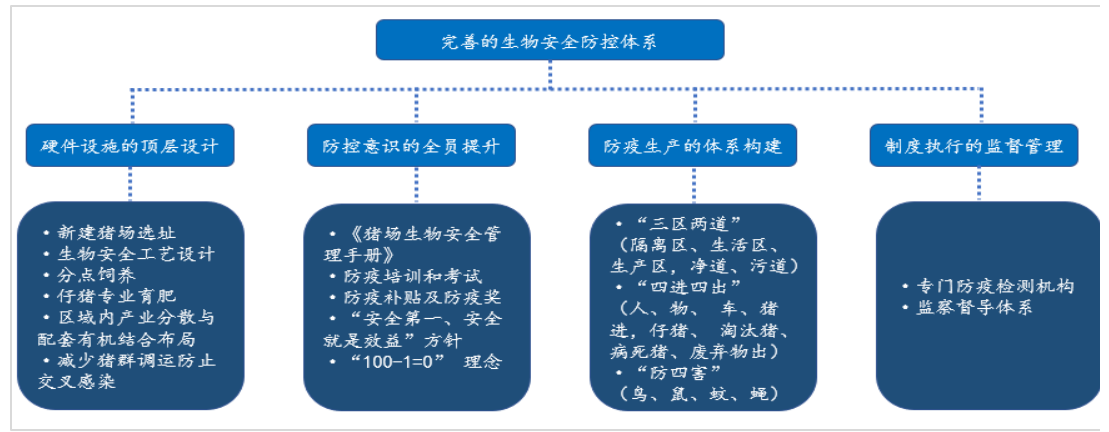 完善的生物安全防控体系
硬件设施的顶层设计
防控意识的全员提升
防疫生产的体系构建
制度执行的监督管理
• 新建猪场选址
• 生物安全工艺设计
• 分点饲养
• 仔猪专业育肥
• 区域内产业分散与
配套有机结合布局
• 减少猪群调运防止
交叉感染
• 《猪场生物安全管
理手册》
• 防疫培训和考试
• 防疫补贴及防疫奖
• “安全第一、安全
就是效益”方针
• “100-1=0” 理念
• “三区两道”
（隔离区、生活区、
生产区，净道、污道）
• “四进四出”
（人、物、 车、猪
进，仔猪、 淘汰猪、
病死猪、废弃物出）
• “防四害”
（鸟、鼠、蚊、蝇）
• 专门防疫检测机构
• 监察督导体系